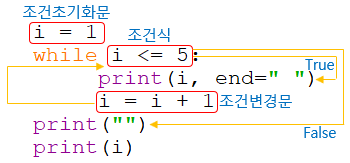 조건초기화문
조건식
i = 1
while i <= 5:
True
print(i, end=" ")
i = i + 1
조건변경문
print("")
False
print(i)